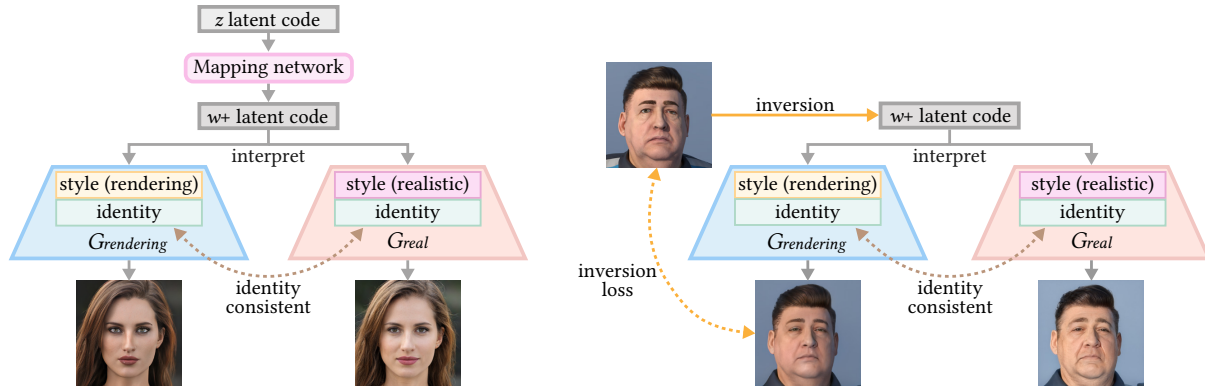 z latent code
Mapping network
w+ latent code
interpret
style (rendering)
identity
Grendering
style (realistic)
identity
Greal
identity
consistent
inversion
w+ latent code
interpret
style (rendering)
identity
Grendering
style (realistic)
identity
Greal
inversion
loss
identity
consistent